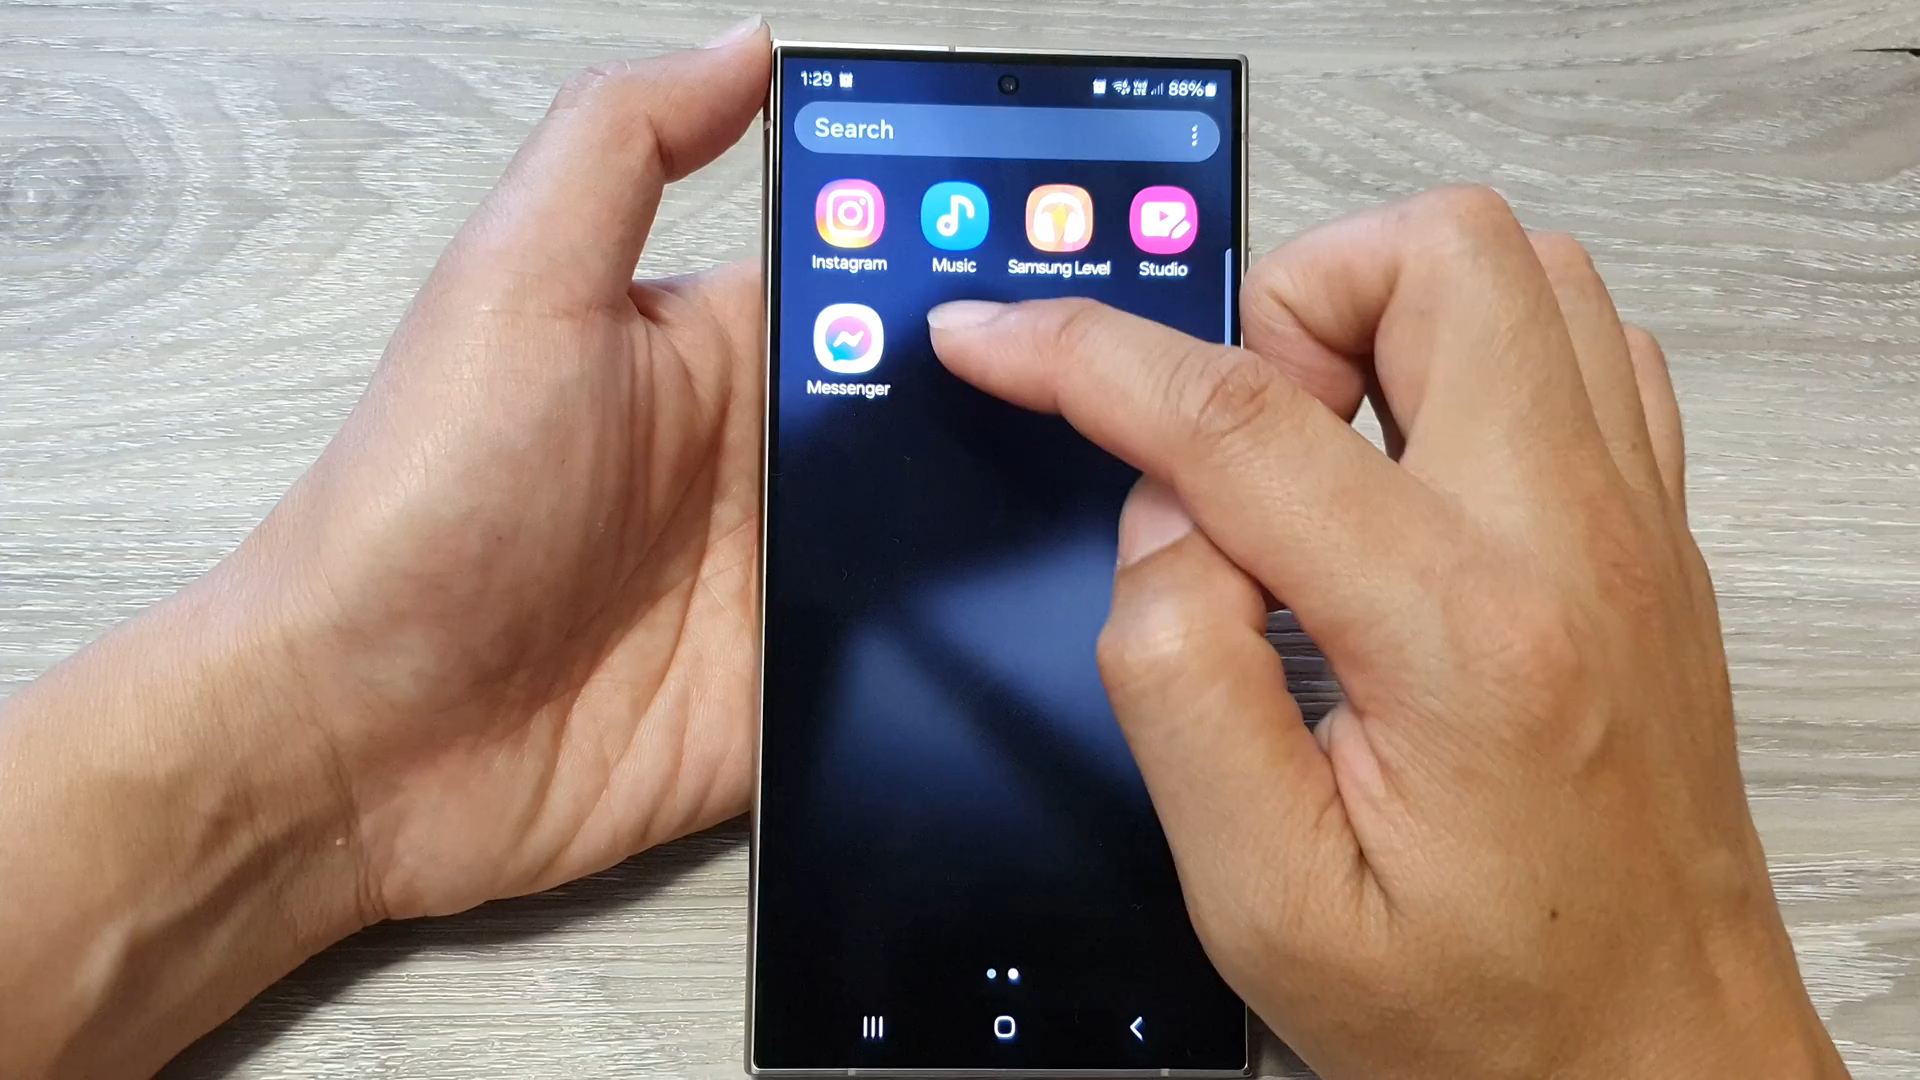 1:29
88%
Search
Instagram
Music
Samsung Level
Studio
Messenger